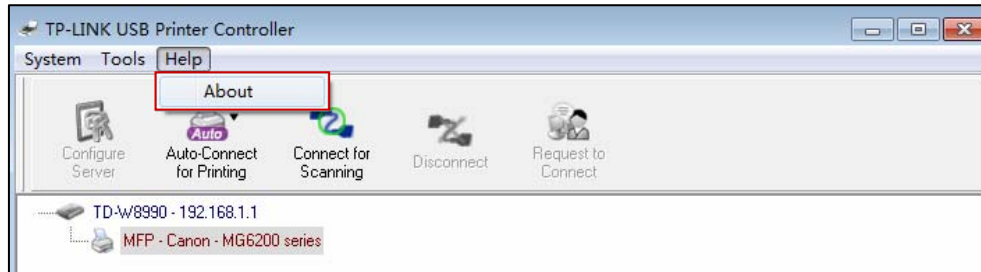 TP-LINK USB Printer Controller
System Tools Help
About
Auto
Configure Server
Auto-Connect for Printing
Connect for Scanning
Disconnect
Request to Connect
TD-W8990 - 192.168.1.1
MFP - Canon - MG6200 series